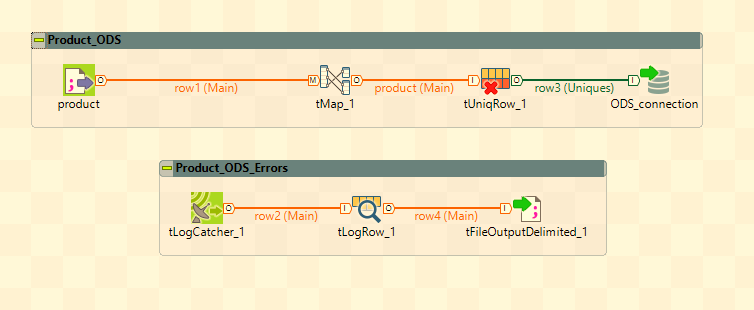 Product_ODS
O row1 (Main) M O product (Main) I O row3 (Uniques) I
product tMap_1 tUniqRow_1 ODS_connection
Product_ODS_Errors
O row2 (Main) I O row4 (Main) I
tLogCatcher_1 tLogRow_1 tFileOutputDelimited_1